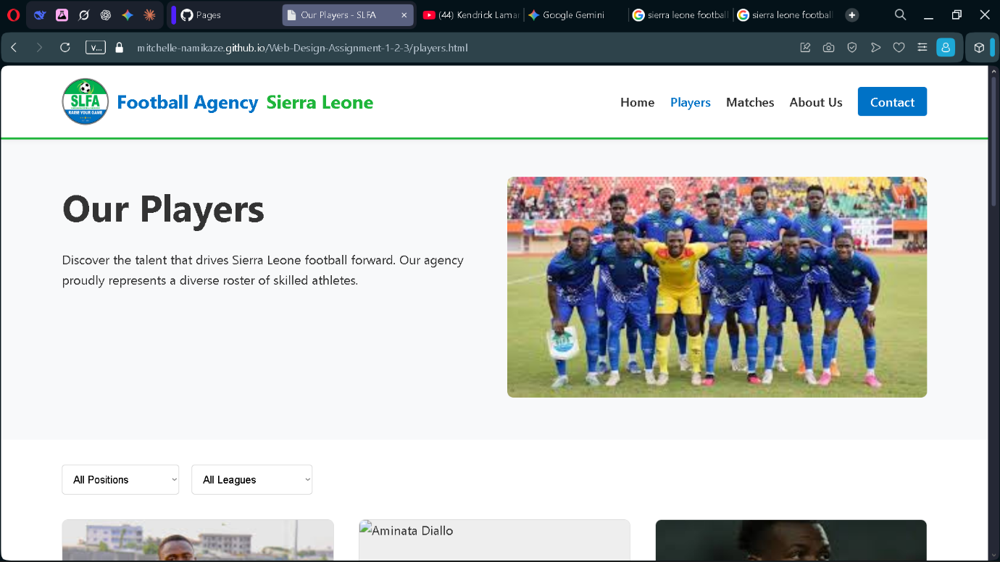 Pages
Our Players - SLFA
(44) Kendrick Lamar
Google Gemini
sierra leone football
sierra leone football
V...
mitchelle-namikaze.github.io/Web-Design-Assignment-1-2-3/players.html
SLFA
RAISE YOUR GAME
Football Agency Sierra Leone
Home
Players
Matches
About Us
Contact
Our Players
Discover the talent that drives Sierra Leone football forward. Our agency
proudly represents a diverse roster of skilled athletes.
All Positions
All Leagues
Aminata Diallo